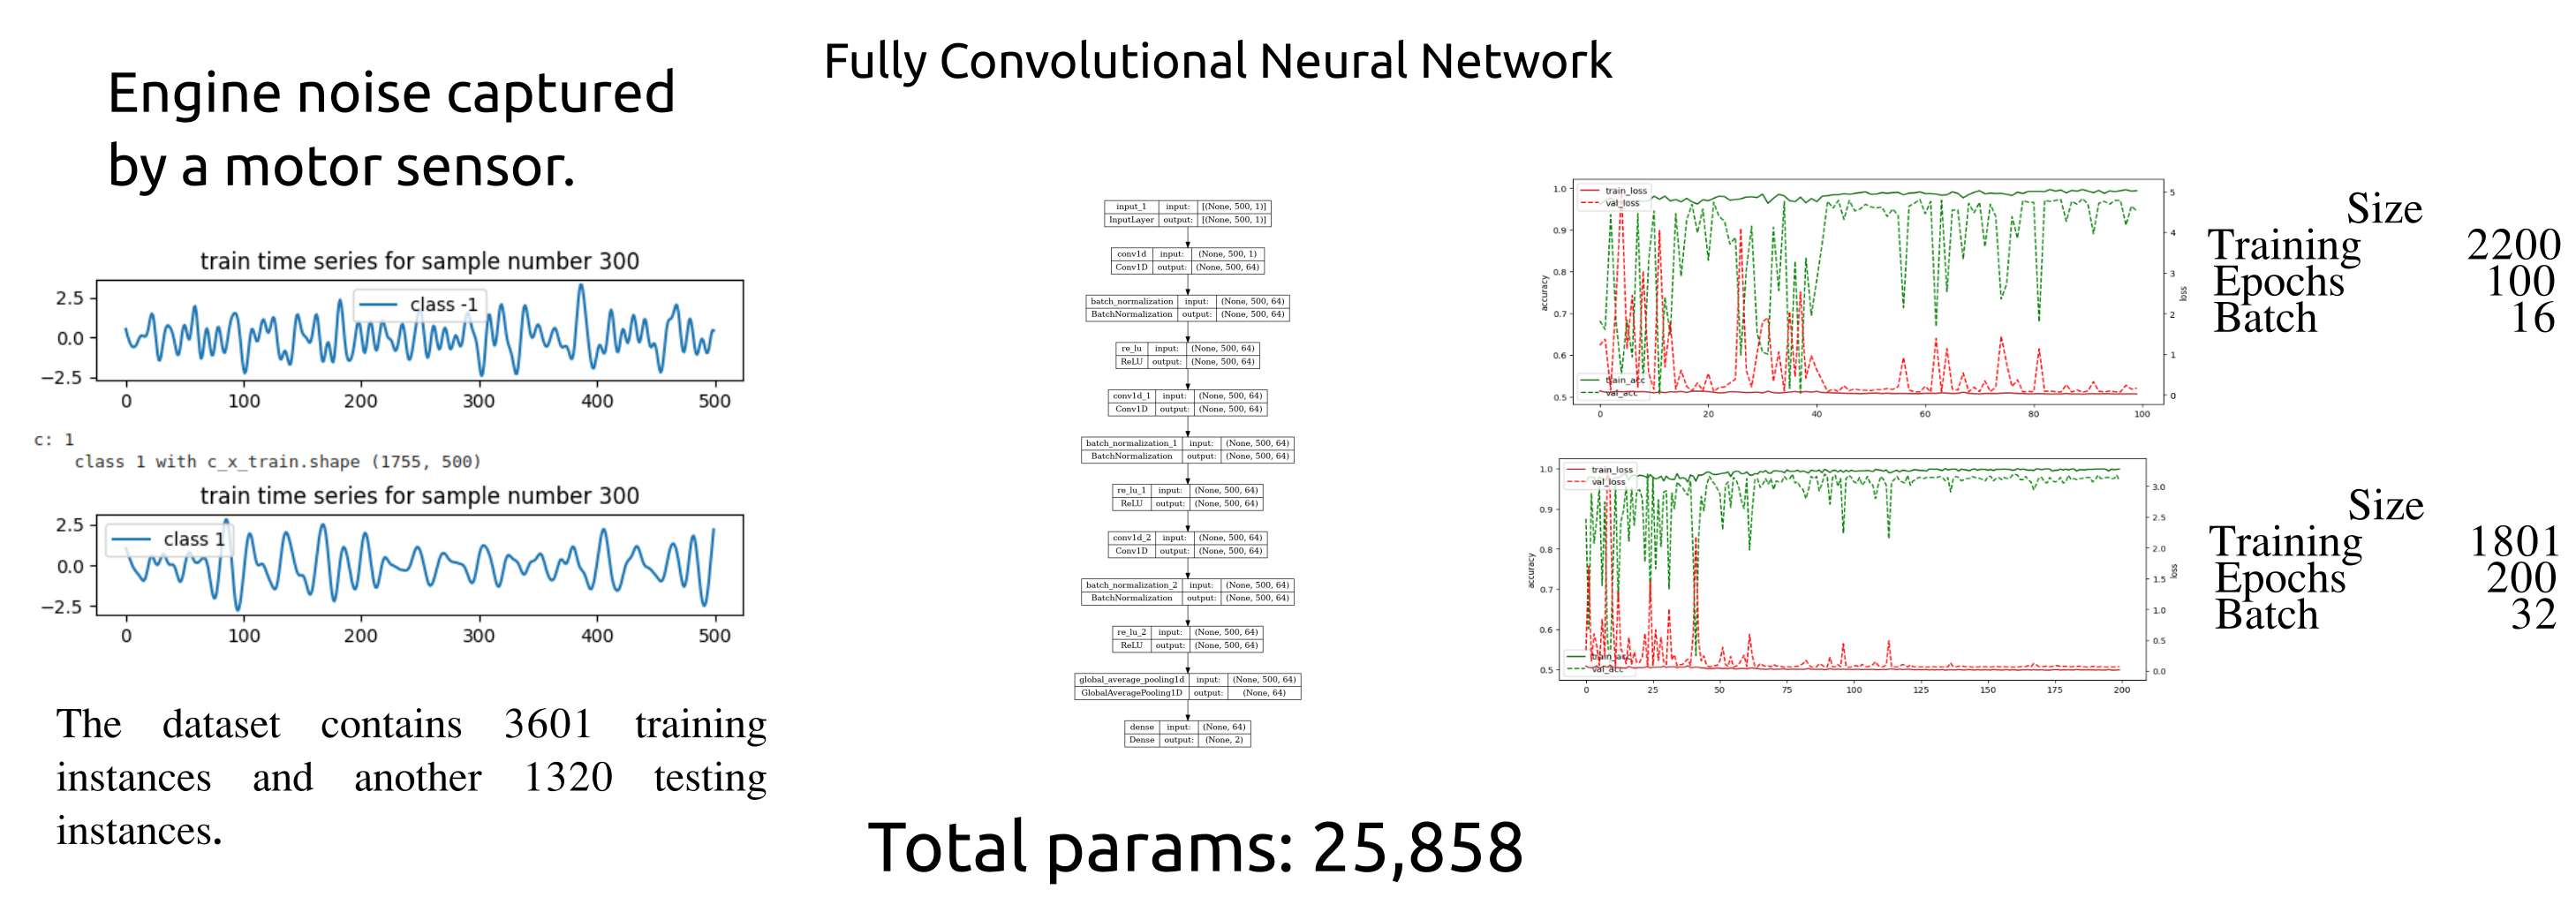 Engine noise captured
by a motor sensor.
train time series for sample number 300
class -1
2.5
0.0
−2.5
0 100 200 300 400 500
c: 1
class 1 with c_x_train.shape (1755, 500)
train time series for sample number 300
class 1
2.5
0.0
−2.5
0 100 200 300 400 500
The dataset contains 3601 training
instances and another 1320 testing
instances.
Fully Convolutional Neural Network
input_1 input: [(None, 500, 1)]
InputLayer output: [(None, 500, 1)]
conv1d input: (None, 500, 1)
Conv1D output: (None, 500, 64)
batch_normalization input: (None, 500, 64)
BatchNormalization output: (None, 500, 64)
re_lu input: (None, 500, 64)
ReLU output: (None, 500, 64)
conv1d_1 input: (None, 500, 64)
Conv1D output: (None, 500, 64)
batch_normalization_1 input: (None, 500, 64)
BatchNormalization output: (None, 500, 64)
re_lu_1 input: (None, 500, 64)
ReLU output: (None, 500, 64)
conv1d_2 input: (None, 500, 64)
Conv1D output: (None, 500, 64)
batch_normalization_2 input: (None, 500, 64)
BatchNormalization output: (None, 500, 64)
re_lu_2 input: (None, 500, 64)
ReLU output: (None, 500, 64)
global_average_pooling1d input: (None, 500, 64)
GlobalAveragePooling1D output: (None, 64)
dense input: (None, 64)
Dense output: (None, 2)
Total params: 25,858
train_loss
val_loss
1.0
0.9
0.8
0.7
0.6
0.5
accuracy
train_acc
val_acc
5
4
3
2
1
0
loss
0 20 40 60 80 100
Size
Training 2200
Epochs 100
Batch 16
train_loss
val_loss
1.0
0.9
0.8
0.7
0.6
0.5
accuracy
train_acc
val_acc
3.0
2.5
2.0
1.5
1.0
0.5
0.0
loss
0 25 50 75 100 125 150 175 200
Size
Training 1801
Epochs 200
Batch 32